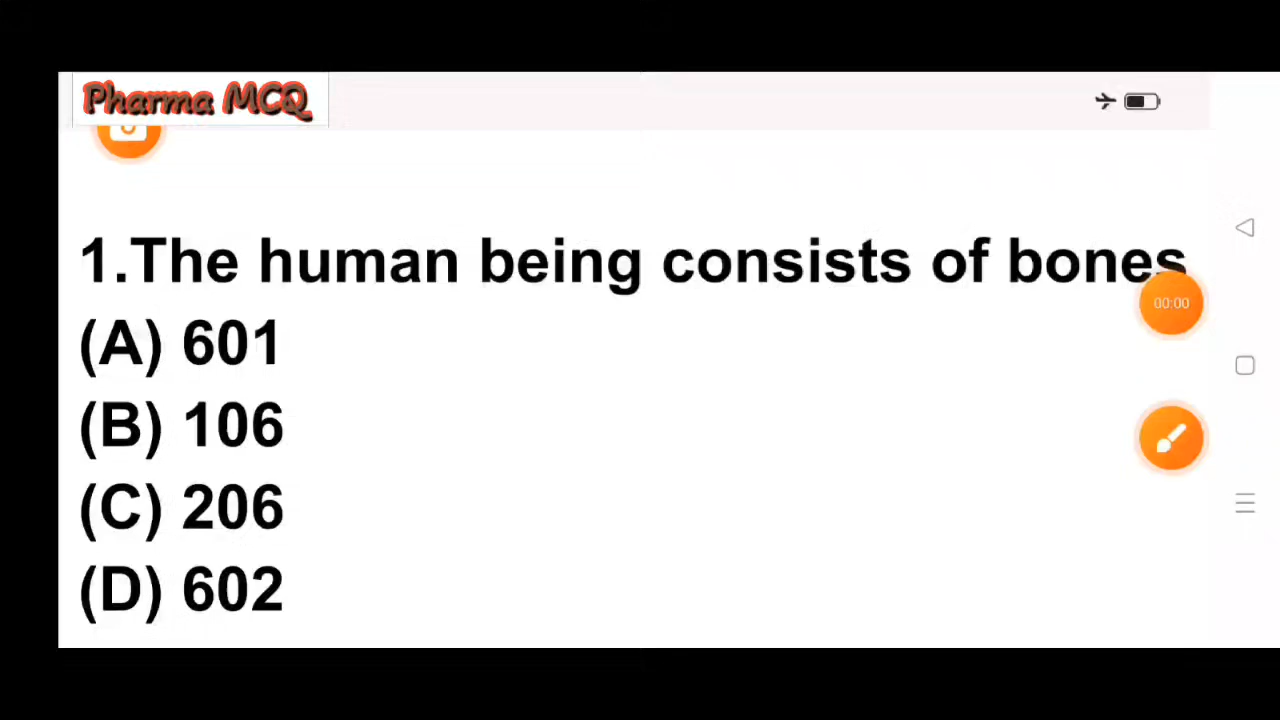 Pharma MCQ
1.The human being consists of bones
00:00
(A) 601
(B) 106
(C) 206
(D) 602